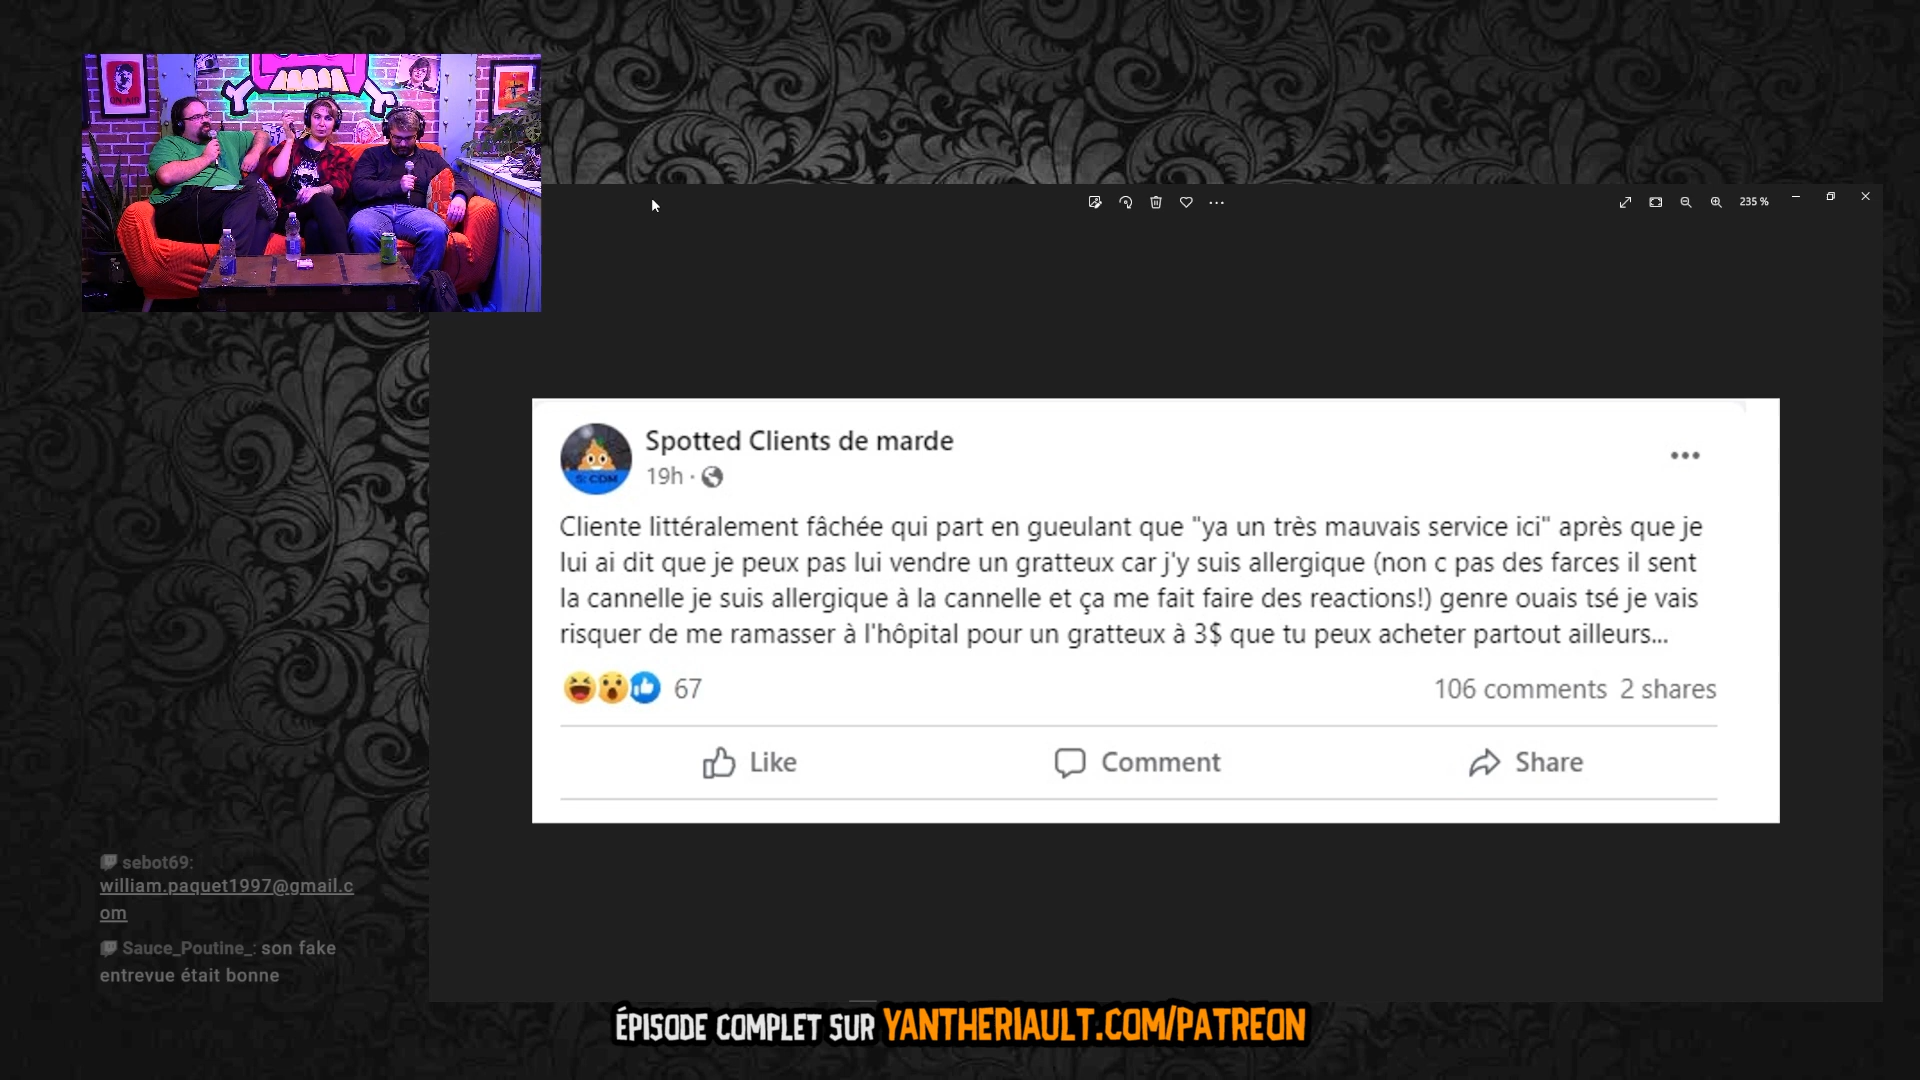 ON AIR
235 %
Spotted Clients de marde
S: CDM
19h ·
Cliente littéralement fâchée qui part en gueulant que "ya un très mauvais service ici" après que je
lui ai dit que je peux pas lui vendre un gratteux car j'y suis allergique (non c pas des farces il sent
la cannelle je suis allergique à la cannelle et ça me fait faire des reactions!) genre ouais tsé je vais
risquer de me ramasser à l'hôpital pour un gratteux à 3$ que tu peux acheter partout ailleurs...
67
106 comments 2 shares
Like
Comment
Share
sebot69:
william.paquet1997@gmail.c
om
Sauce_Poutine_: son fake
entrevue était bonne
ÉPISODE COMPLET SUR YANTHERIAULT.COM/PATREON